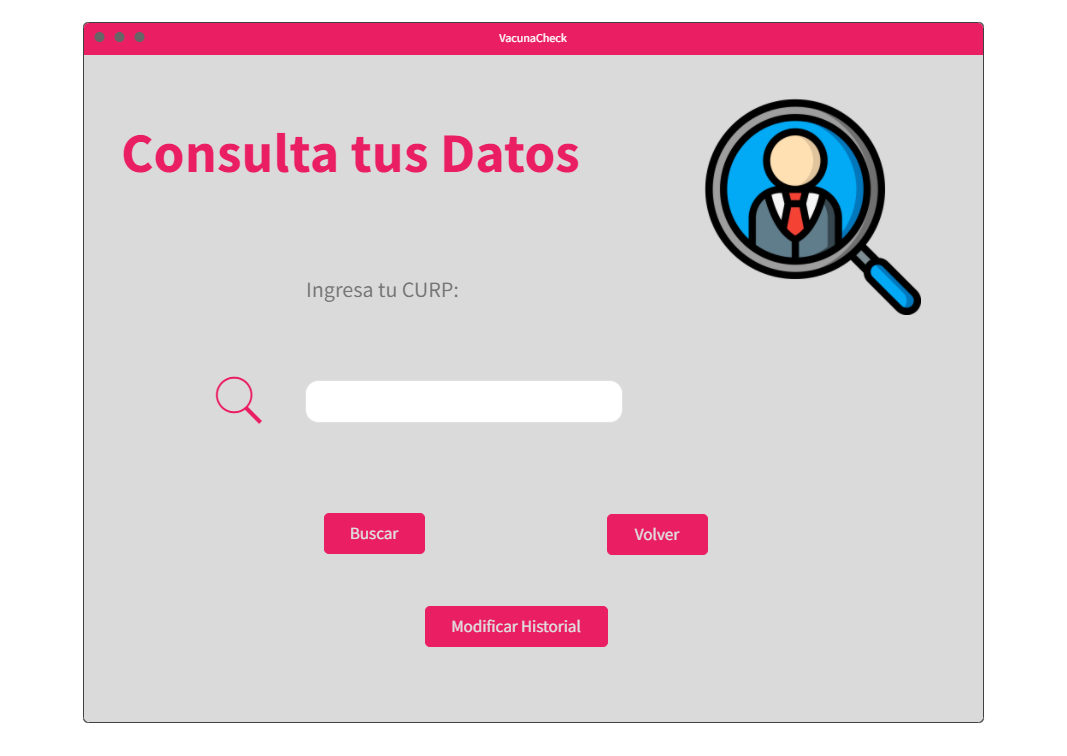 VacunaCheck
Consulta tus Datos
Ingresa tu CURP:
Buscar
Volver
Modificar Historial